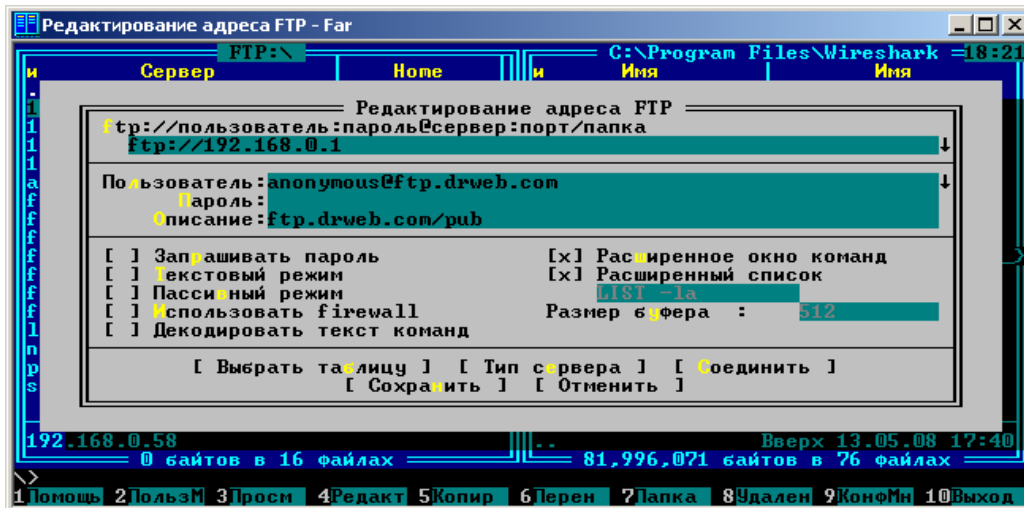 Редактирование адреса FTP - Far
FTP:\ C:\Program Files\Wireshark 18:21
и Сервер Home и Имя Имя
Редактирование адреса FTP
ftp://пользователь:пароль@сервер:порт/папка
ftp://192.168.0.1 ↓
Пользователь:anonymous@ftp.drweb.com ↓
Пароль:
Описание:ftp.drweb.com/pub
[ ] Запрашивать пароль [x] Расширенное окно команд
[ ] Текстовый режим [x] Расширенный список
[ ] Пассивный режим LIST -la
[ ] Использовать firewall Размер буфера : 512
[ ] Декодировать текст команд
[ Выбрать таблицу ] [ Тип сервера ] [ Соединить ]
[ Сохранить ] [ Отменить ]
192.168.0.58 .. Вверх 13.05.08 17:40
0 байтов в 16 файлах 81,996,071 байтов в 76 файлах
\>
1Помощь 2ПользМ 3Просм 4Редакт 5Копир 6Перен 7Папка 8Удален 9КонфМн 10Выход